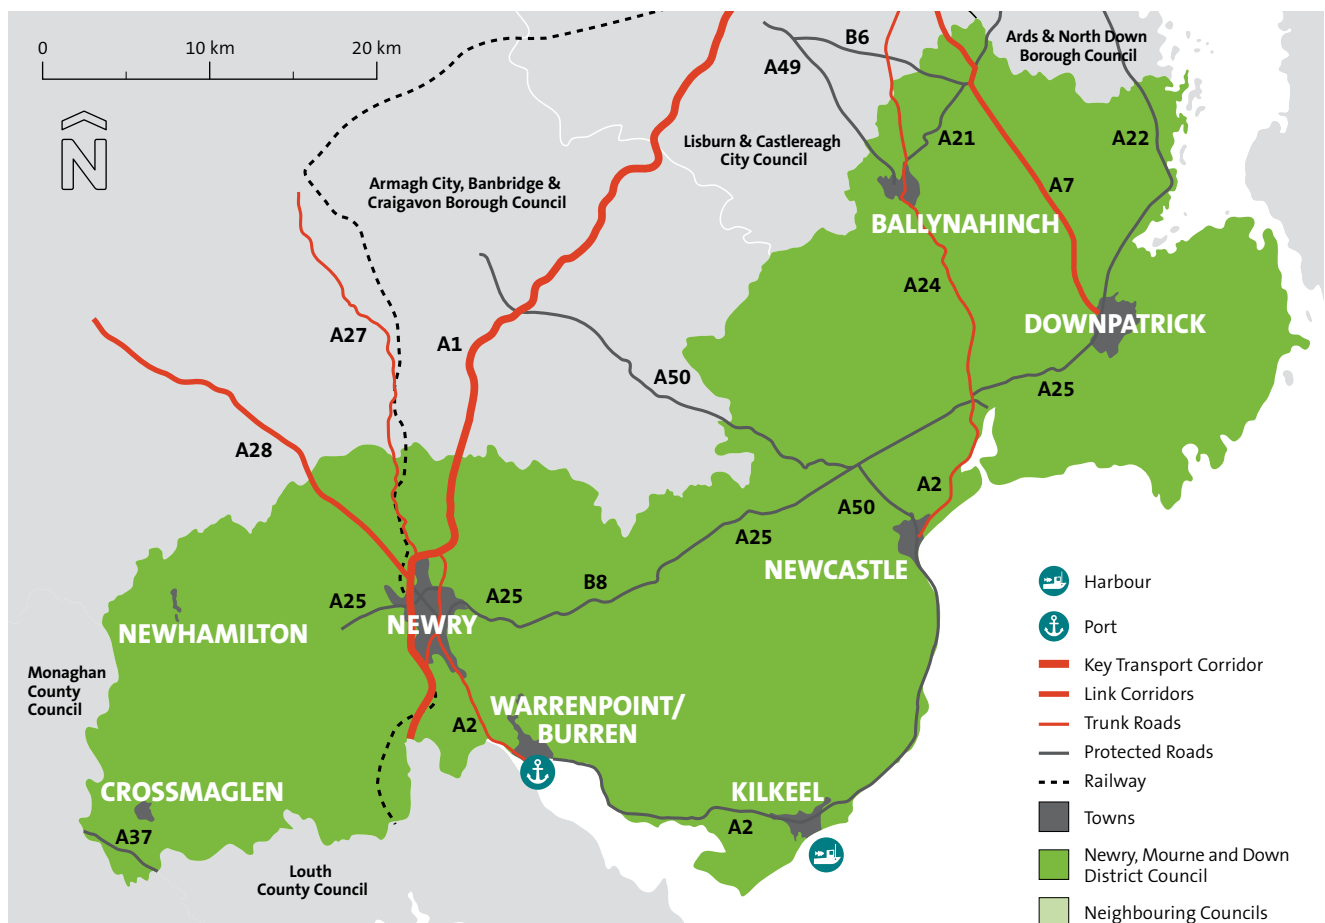 0
10 km
20 km
N
B6
A49
Ards & North Down
Borough Council
A21
A22
Lisburn & Castlereagh
City Council
Armagh City, Banbridge &
Craigavon Borough Council
A7
BALLYNAHINCH
A24
DOWNPATRICK
A27
A1
A50
A25
A28
A2
A50
A25
NEWCASTLE
B8
A25
A25
NEWRY
NEWHAMILTON
Monaghan
County
Council
WARRENPOINT/
BURREN
A2
CROSSMAGLEN
KILKEEL
A2
A37
Louth
County Council
Harbour
Port
Key Transport Corridor
Link Corridors
Trunk Roads
Protected Roads
Railway
Towns
Newry, Mourne and Down
District Council
Neighbouring Councils